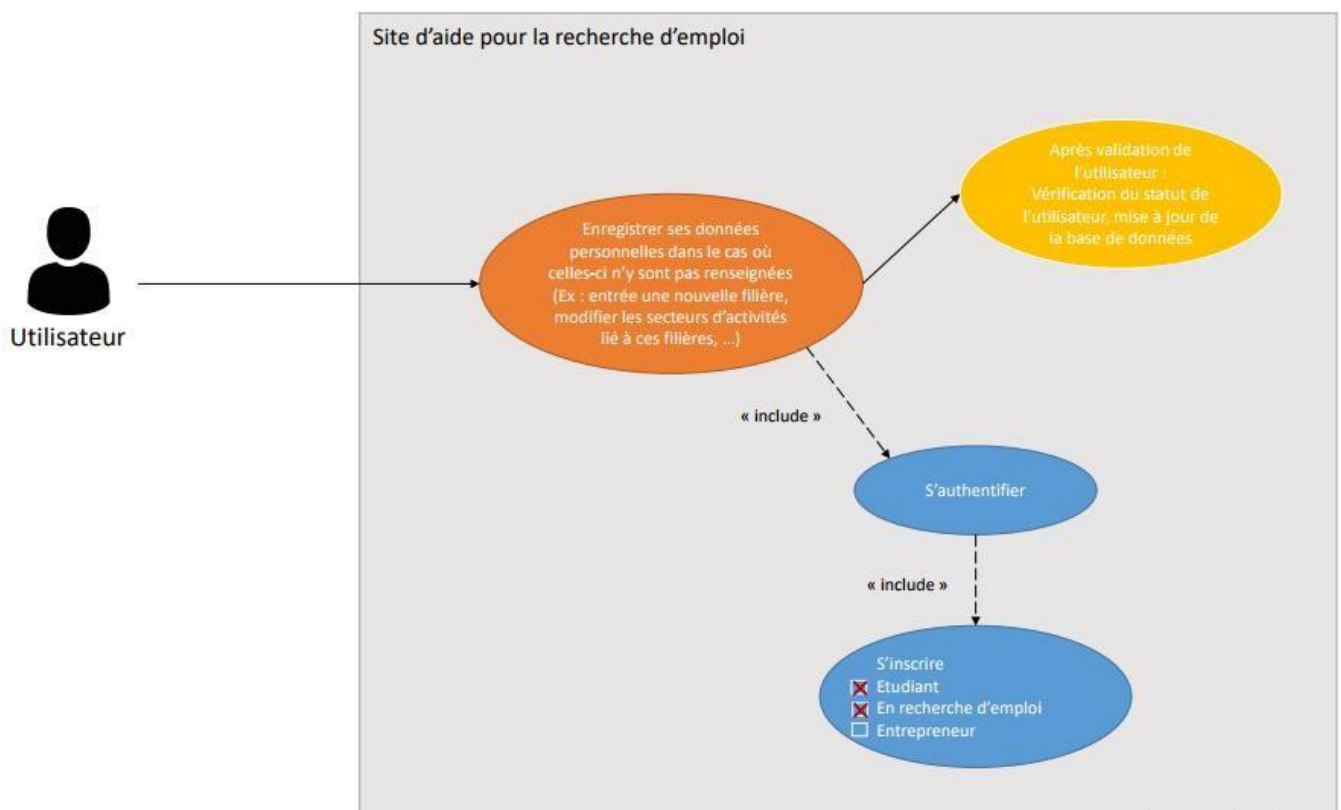 Site d'aide pour la recherche d'emploi
Après validation de
l'utilisateur :
Vérification du statut de
l'utilisateur, mise à jour de
la base de données
Enregistrer ses données
personnelles dans le cas où
celles-ci n'y sont pas renseignées
(Ex : entrée une nouvelle filière,
modifier les secteurs d'activités
lié à ces filières, ...)
Utilisateur
« include »
S'authentifier
« include »
S'inscrire
Etudiant
En recherche d'emploi
Entrepreneur